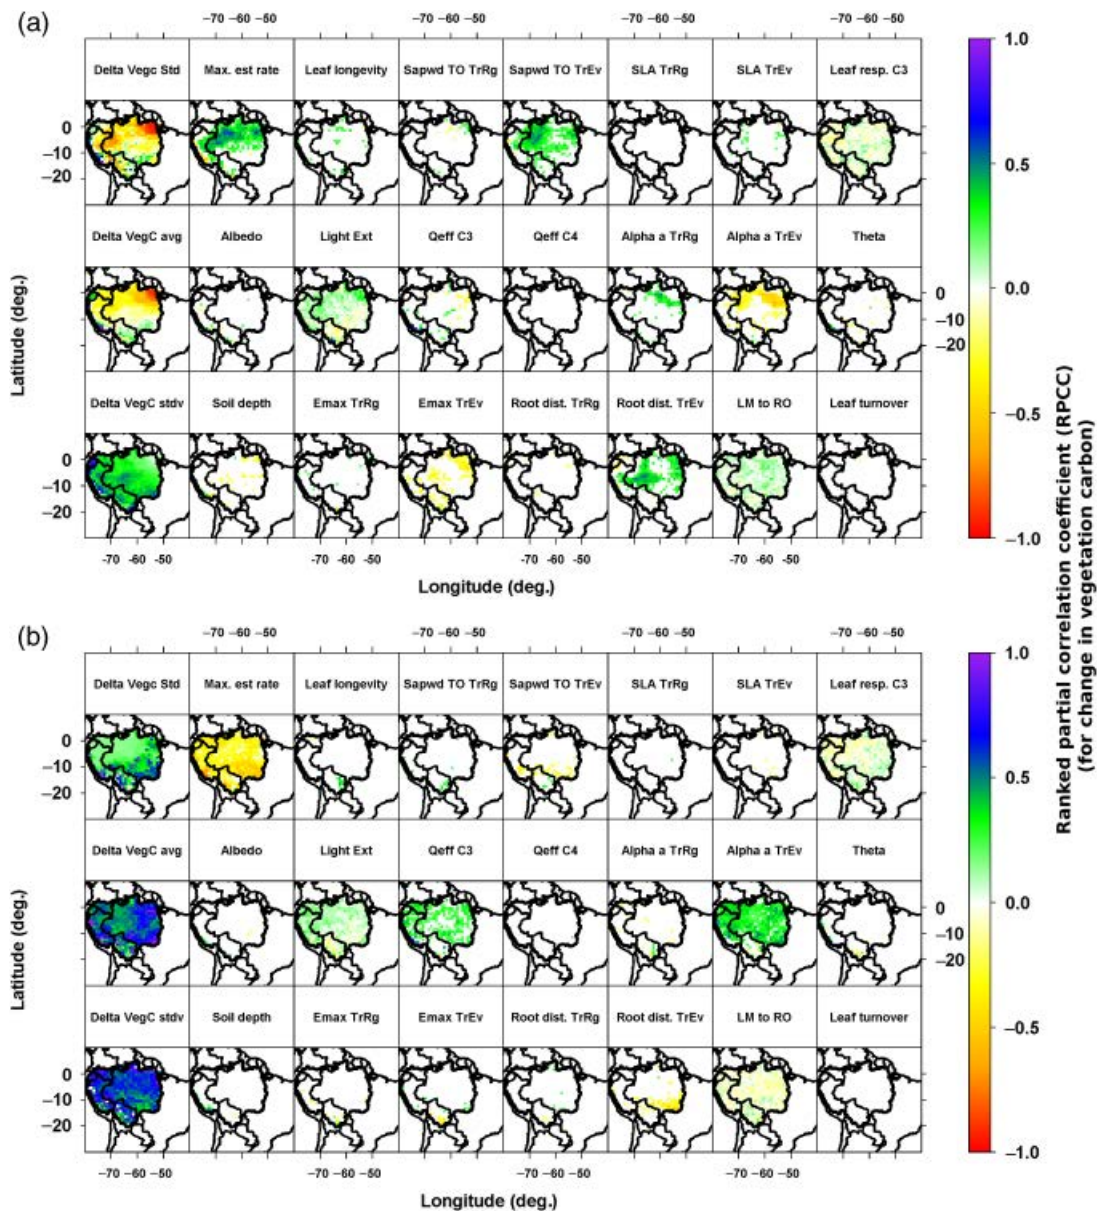 (a)
−70 −60 −50 −70 −60 −50 −70 −60 −50 −70 −60 −50
Delta Vegc Std Max. est rate Leaf longevity Sapwd TO TrRg Sapwd TO TrEv SLA TrRg SLA TrEv Leaf resp. C3
0
−10
−20
Delta VegC avg Albedo Light Ext Qeff C3 Qeff C4 Alpha a TrRg Alpha a TrEv Theta
0
−10
−20
Delta VegC stdv Soil depth Emax TrRg Emax TrEv Root dist. TrRg Root dist. TrEv LM to RO Leaf turnover
0
−10
−20
−70 −60 -50 −70 −60 −50 −70 −60 −50 −70 −60 −50
Latitude (deg.)
Longitude (deg.)
1.0
0.5
0.0
−0.5
−1.0
Ranked partial correlation coefficient (RPCC)
(for change in vegetation carbon)
(b)
−70 −60 −50 −70 −60 −50 −70 −60 −50 −70 −60 −50
Delta Vegc Std Max. est rate Leaf longevity Sapwd TO TrRg Sapwd TO TrEv SLA TrRg SLA TrEv Leaf resp. C3
0
−10
−20
Delta VegC avg Albedo Light Ext Qeff C3 Qeff C4 Alpha a TrRg Alpha a TrEv Theta
0
−10
−20
Delta VegC stdv Soil depth Emax TrRg Emax TrEv Root dist. TrRg Root dist. TrEv LM to RO Leaf turnover
0
−10
−20
−70 −60 −50 −70 −60 −50 −70 −60 −50 −70 −60 −50
Latitude (deg.)
Longitude (deg.)
1.0
0.5
0.0
−0.5
−1.0